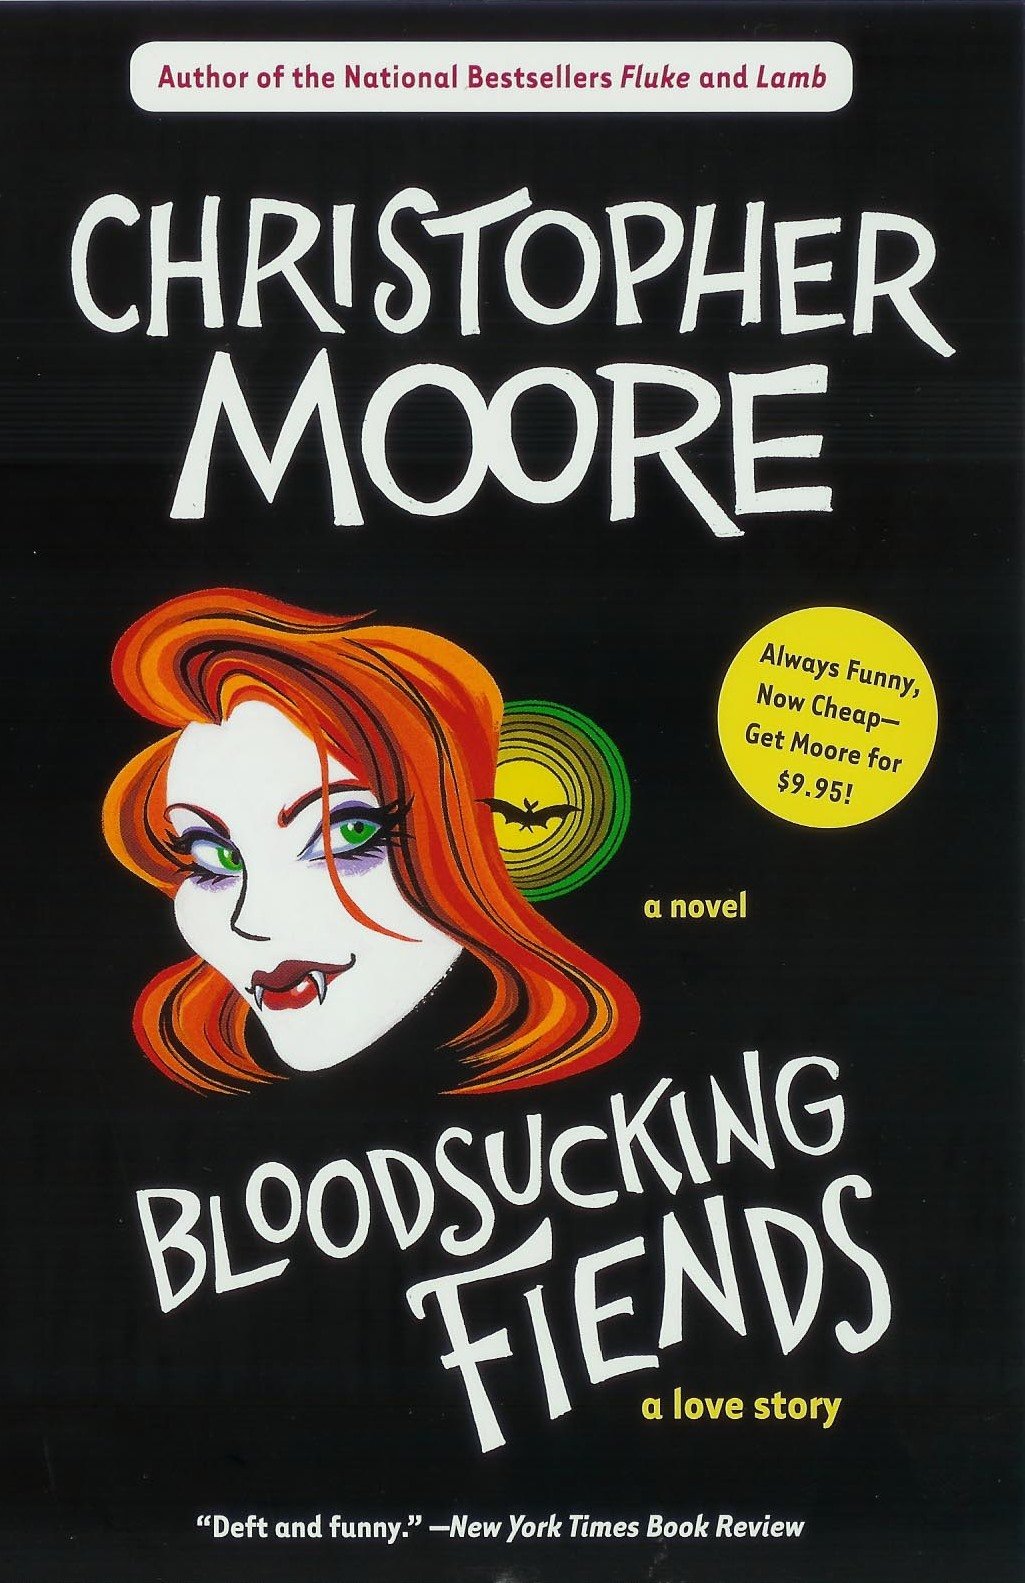 Author of the National Bestsellers Fluke and Lamb
CHRISTOPHER
MOORE
Always Funny,
Now Cheap—
Get Moore for
$9.95!
a novel
BLOODSUCKING
FIENDS
a love story
“Deft and funny.” —New York Times Book Review